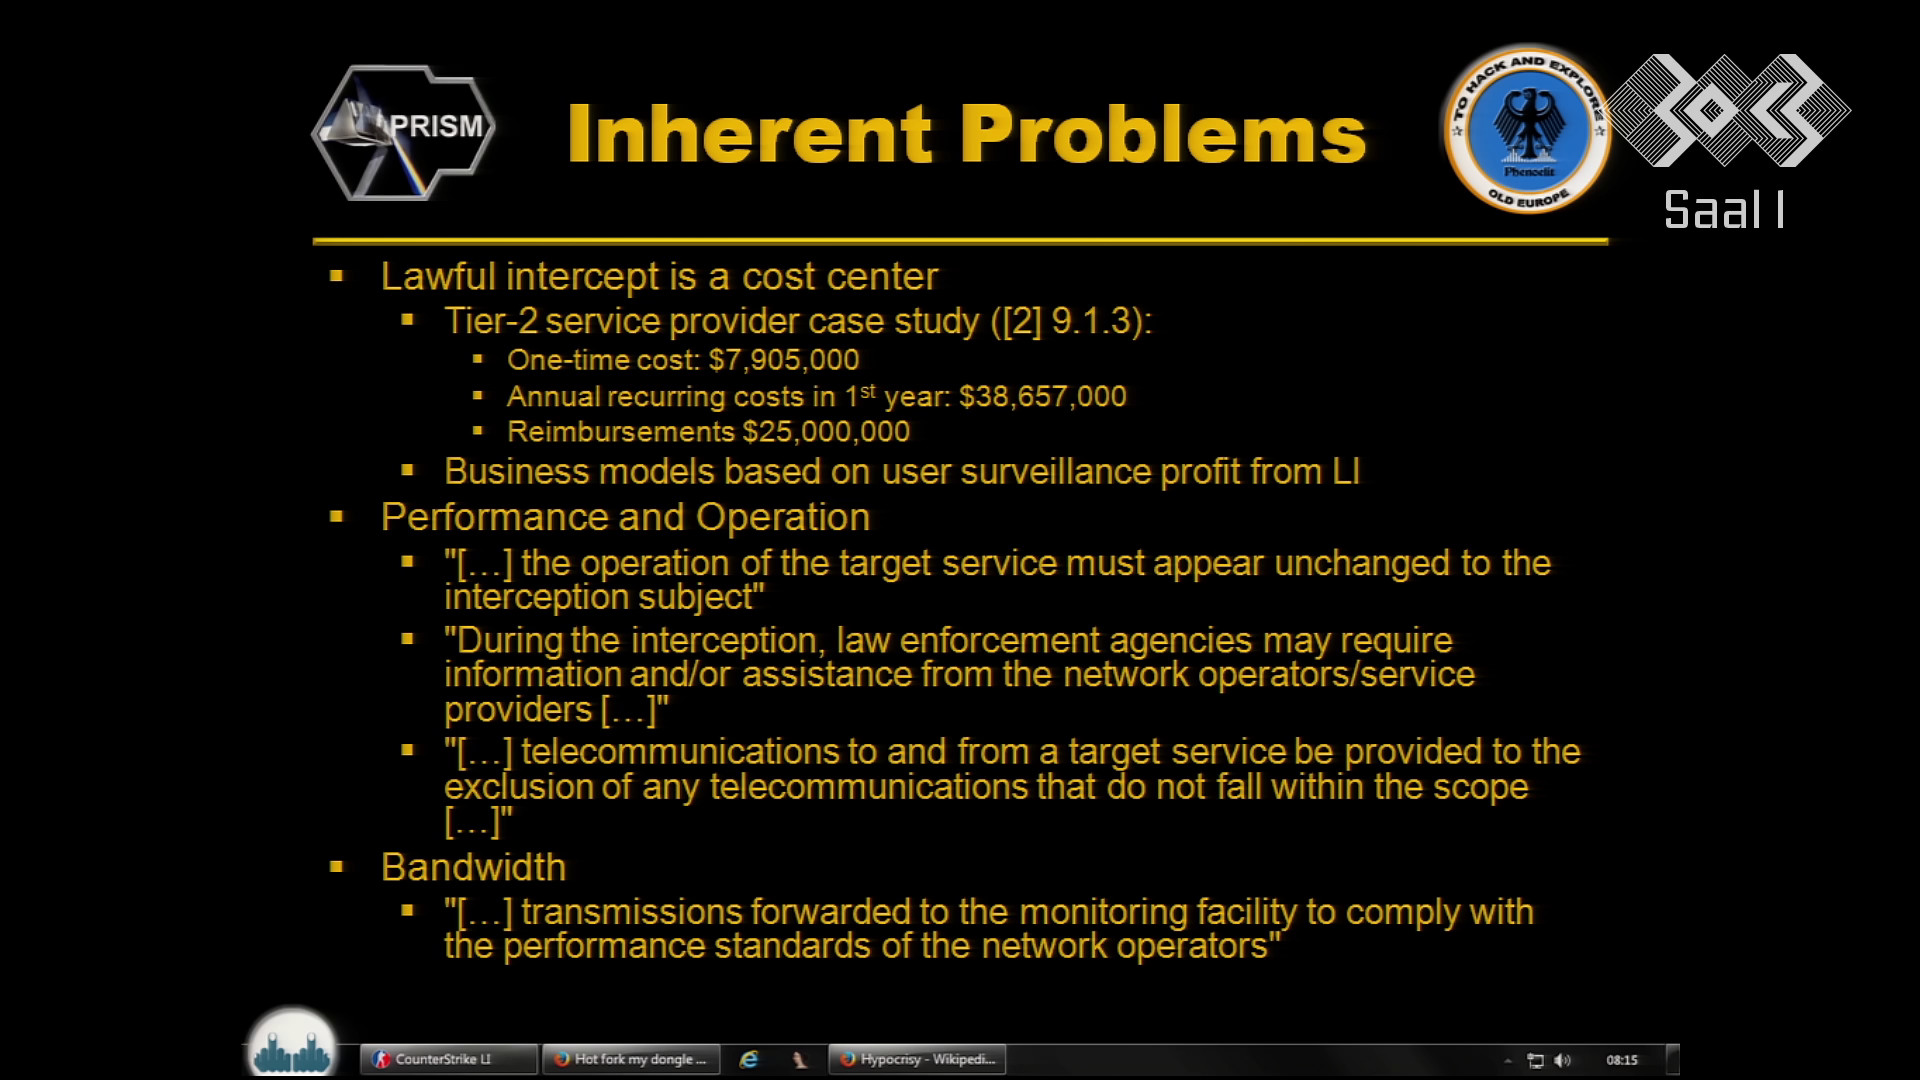 PRISM
Inherent Problems
TO HACK AND EXPLORE
Phenoelit
OLD EUROPE
30C3
Saal 1
▪ Lawful intercept is a cost center
▪ Tier-2 service provider case study ([2] 9.1.3):
▪ One-time cost: $7,905,000
▪ Annual recurring costs in 1st year: $38,657,000
▪ Reimbursements $25,000,000
▪ Business models based on user surveillance profit from LI
▪ Performance and Operation
▪ "[…] the operation of the target service must appear unchanged to the
interception subject"
▪ "During the interception, law enforcement agencies may require
information and/or assistance from the network operators/service
providers […]"
▪ "[…] telecommunications to and from a target service be provided to the
exclusion of any telecommunications that do not fall within the scope
[…]"
▪ Bandwidth
▪ "[…] transmissions forwarded to the monitoring facility to comply with
the performance standards of the network operators"
CounterStrike LI
Hot fork my dongle ...
Hypocrisy - Wikipedi...
08:15